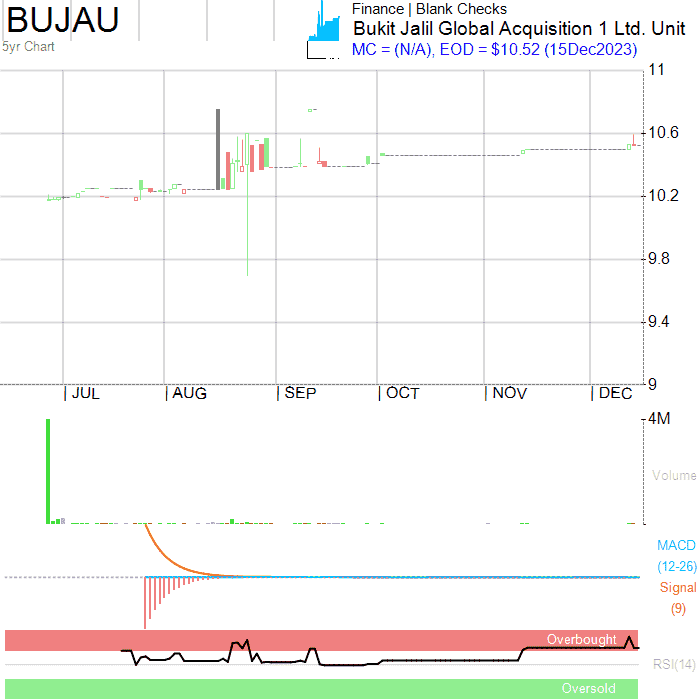 BUJAU
5yr Chart
Finance | Blank Checks
Bukit Jalil Global Acquisition 1 Ltd. Unit
MC = (N/A), EOD = $10.52 (15Dec2023)
11
10.6
10.2
9.8
9.4
9
JUL AUG SEP OCT NOV DEC
4M
Volume
MACD
(12-26)
Signal
(9)
Overbought
RSI(14)
Oversold